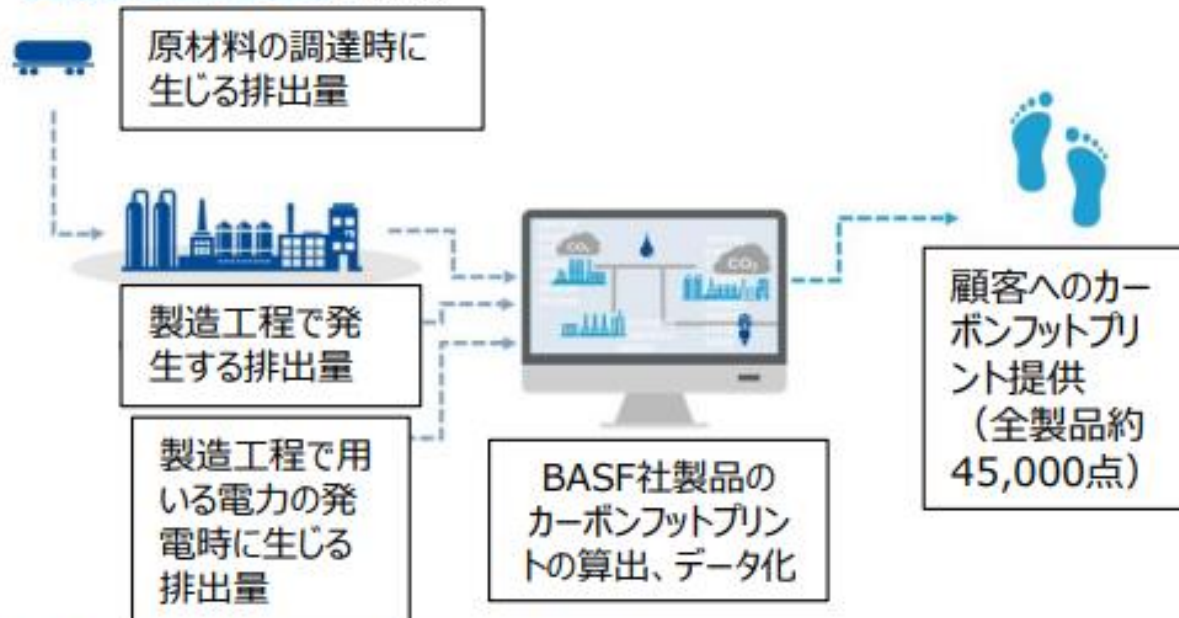 原材料の調達時に
生じる排出量
製造工程で発
生する排出量
製造工程で用
いる電力の発
電時に生じる
排出量
CO₂
CO₂
BASF社製品の
カーボンフットプリン
トの算出、データ化
顧客へのカー
ボンフットプリ
ント提供
（全製品約
45,000点）